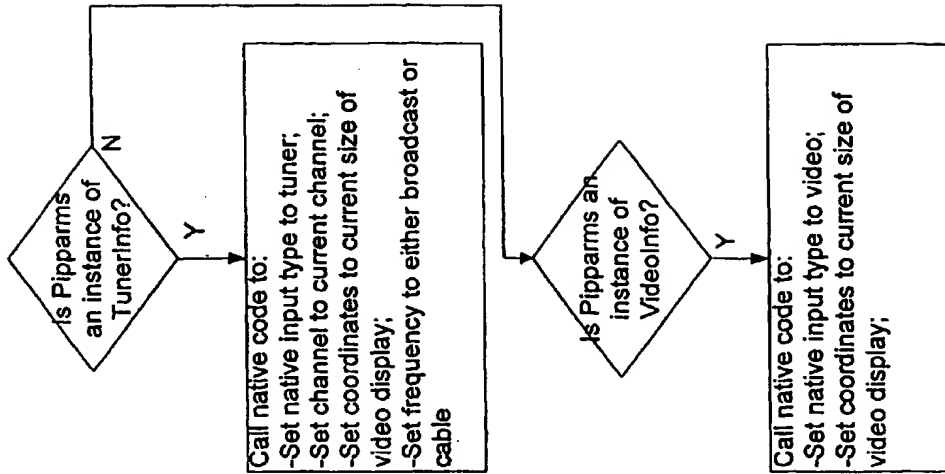 Is Pipparms
an instance of
TunerInfo?
N
Y
Call native code to:
-Set native input type to tuner;
-Set channel to current channel;
-Set coordinates to current size of
video display;
-Set frequency to either broadcast or
cable
Is Pipparms an
instance of
VideoInfo?
Y
Call native code to:
-Set native input type to video;
-Set coordinates to current size of
video display;